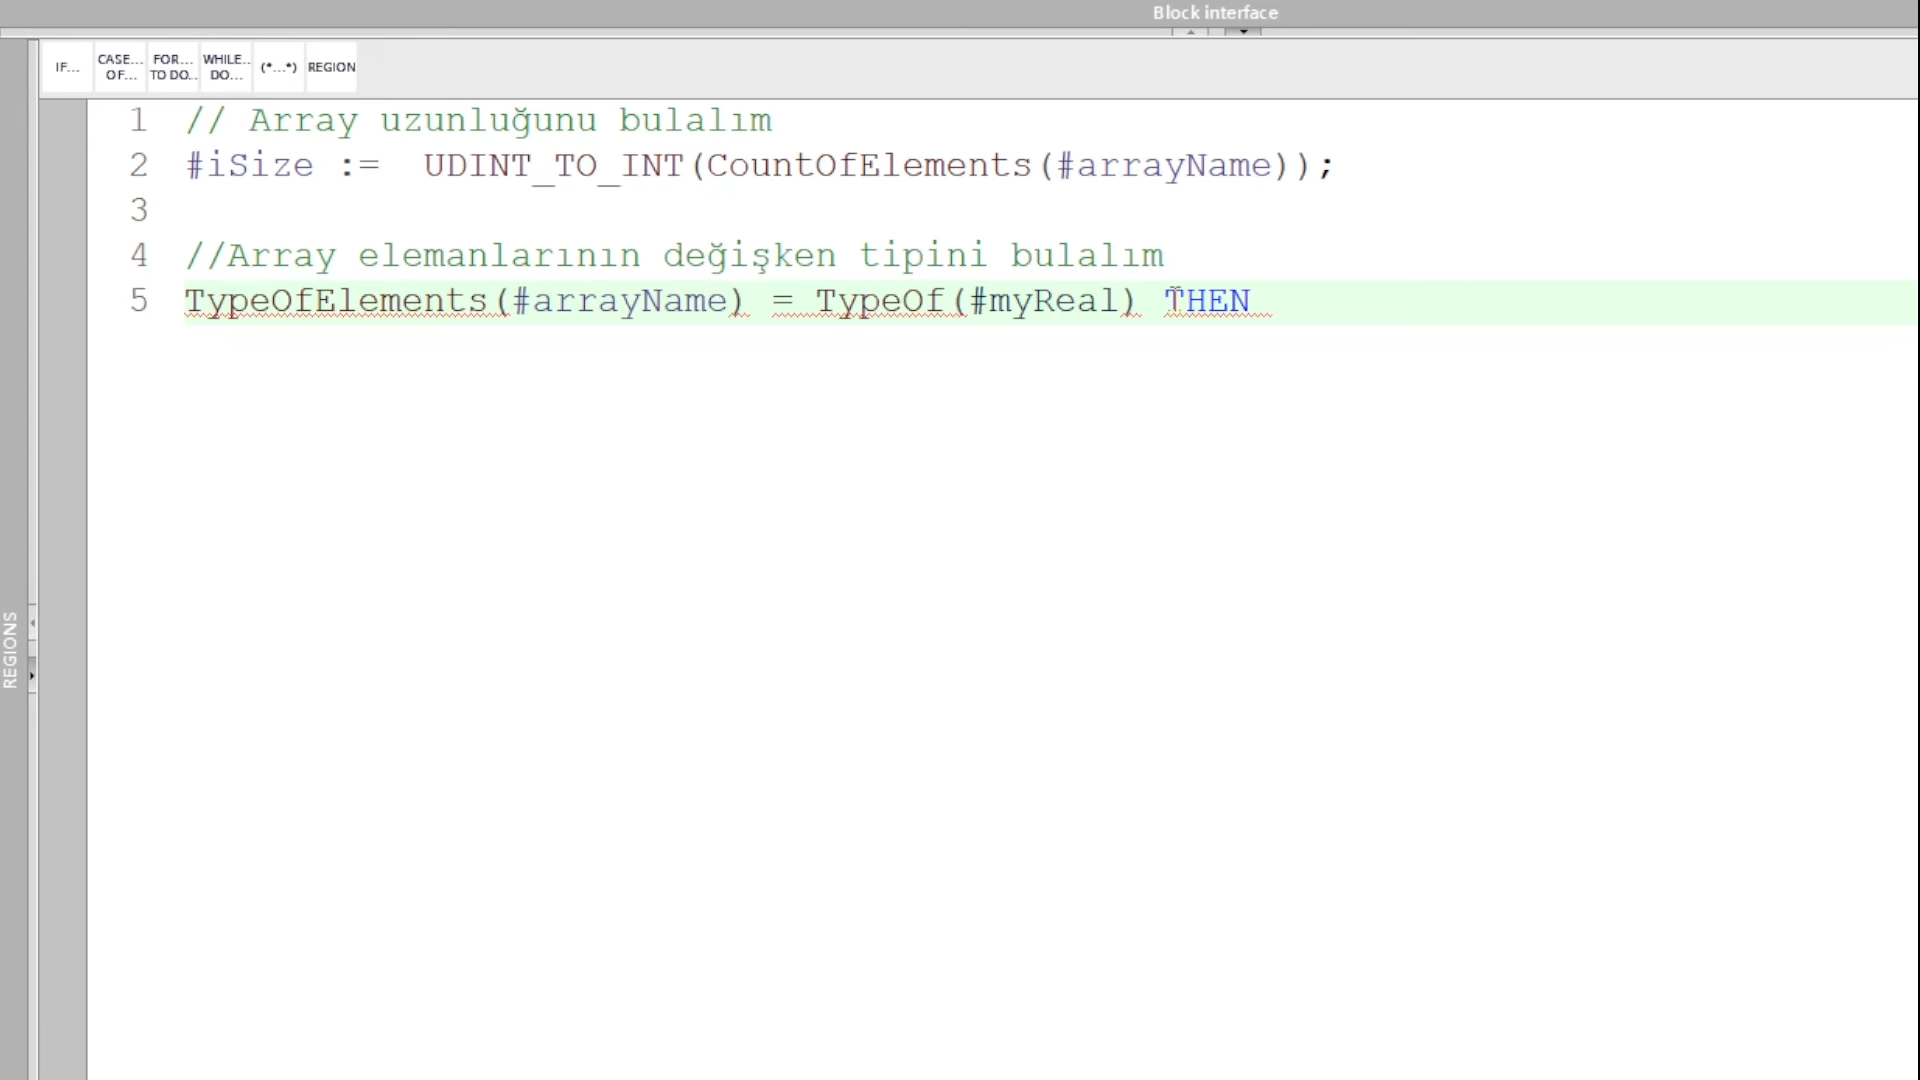 Block interface
IF...
CASE...
OF...
FOR...
TO DO..
WHILE..
DO...
(*...*)
REGION
1 // Array uzunluğunu bulalım
2 #iSize :=  UDINT_TO_INT(CountOfElements(#arrayName));
3
4 //Array elemanlarının değişken tipini bulalım
5 TypeOfElements(#arrayName) = TypeOf(#myReal) THEN
REGIONS